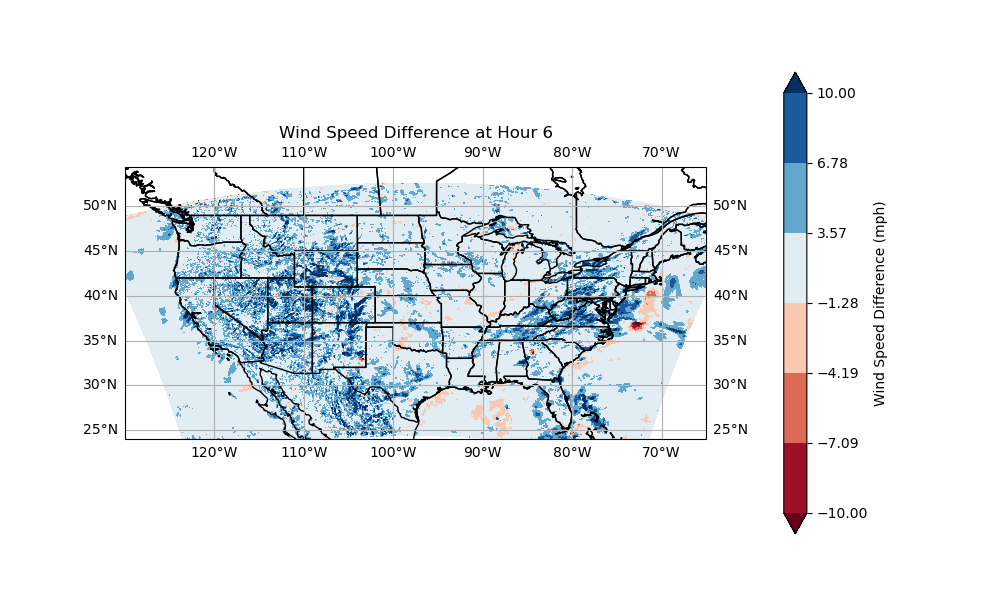 Wind Speed Difference at Hour 6
120°W 110°W 100°W 90°W 80°W 70°W
50°N 50°N
45°N 45°N
40°N 40°N
35°N 35°N
30°N 30°N
25°N 25°N
120°W 110°W 100°W 90°W 80°W 70°W
10.00
6.78
3.57
−1.28
−4.19
−7.09
−10.00
Wind Speed Difference (mph)